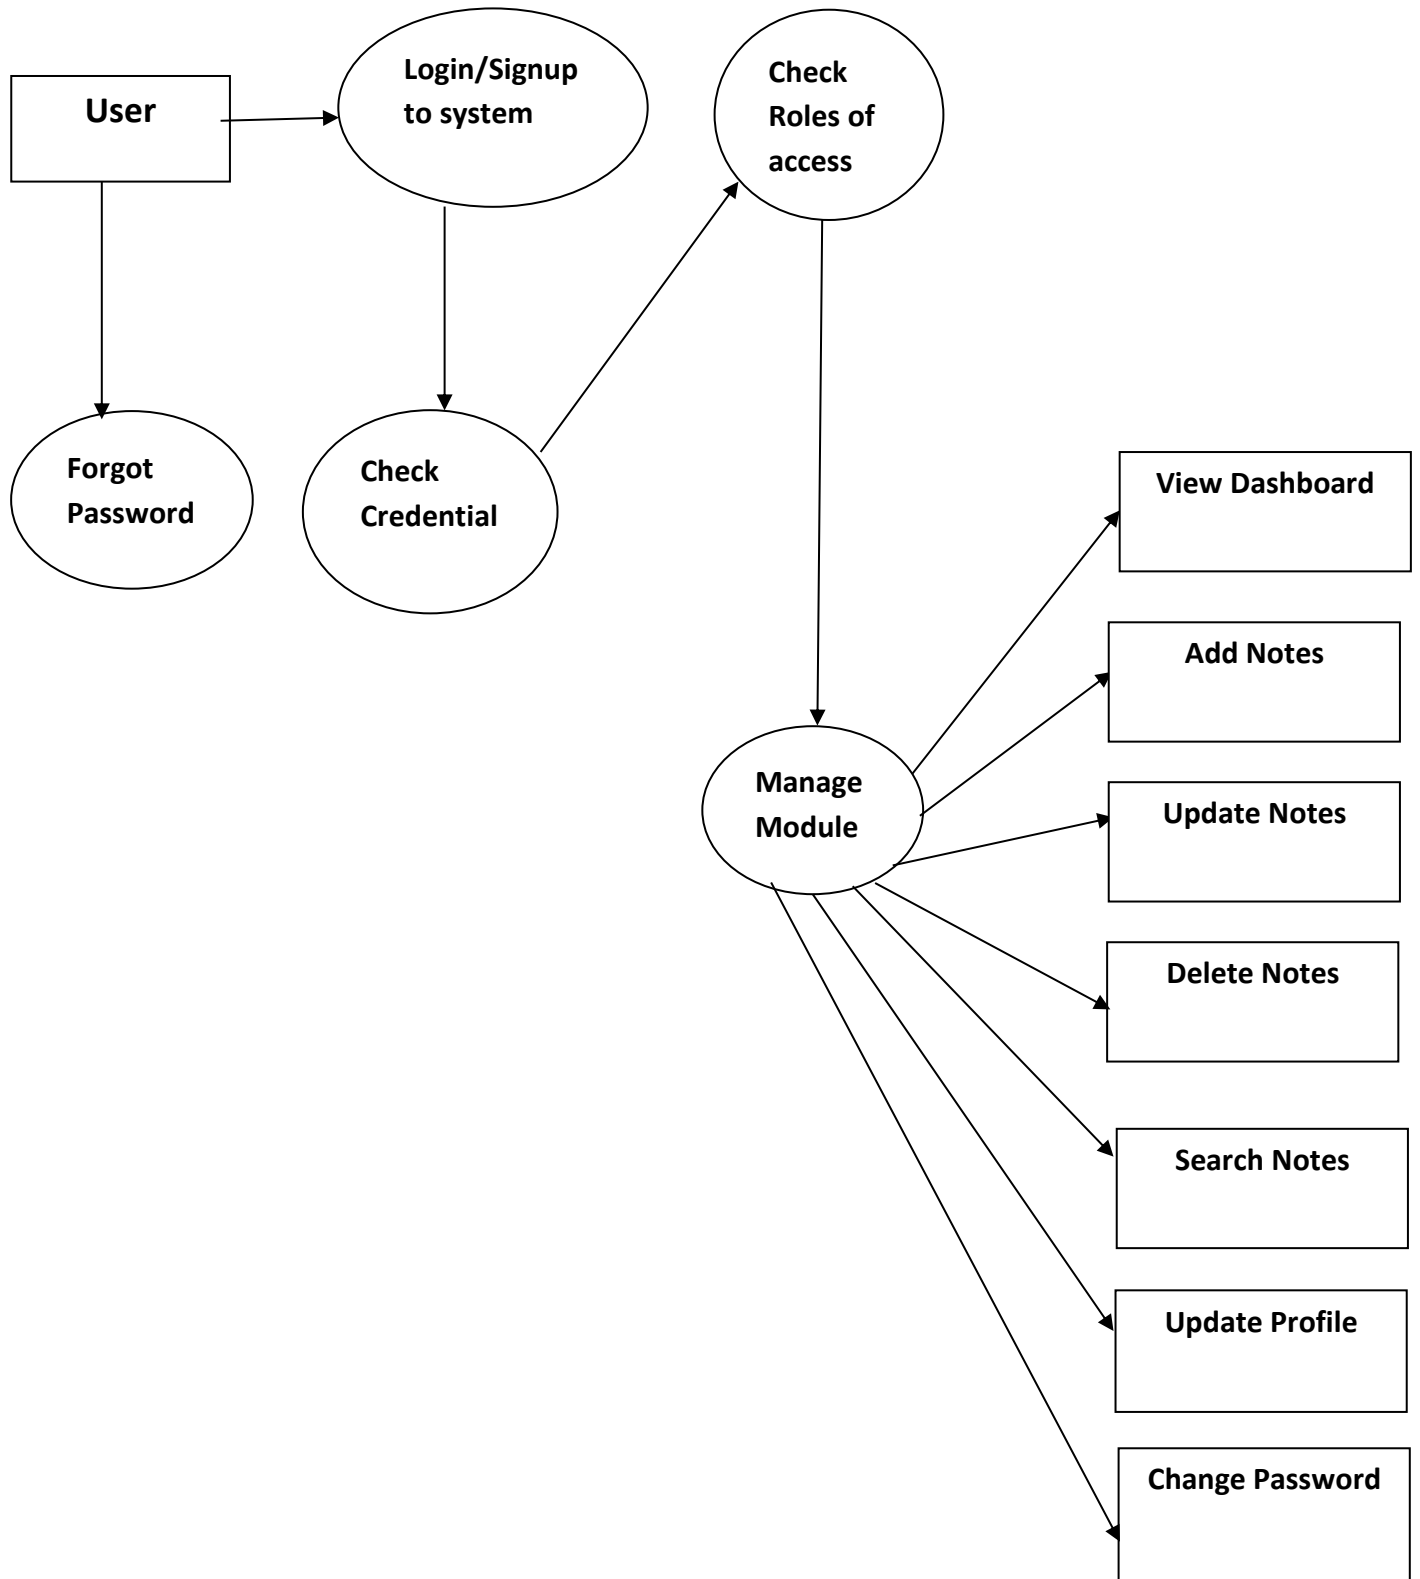 User
Login/Signup
to system
Check
Roles of
access
Forgot
Password
Check
Credential
View Dashboard
Add Notes
Update Notes
Manage
Module
Delete Notes
Search Notes
Update Profile
Change Password